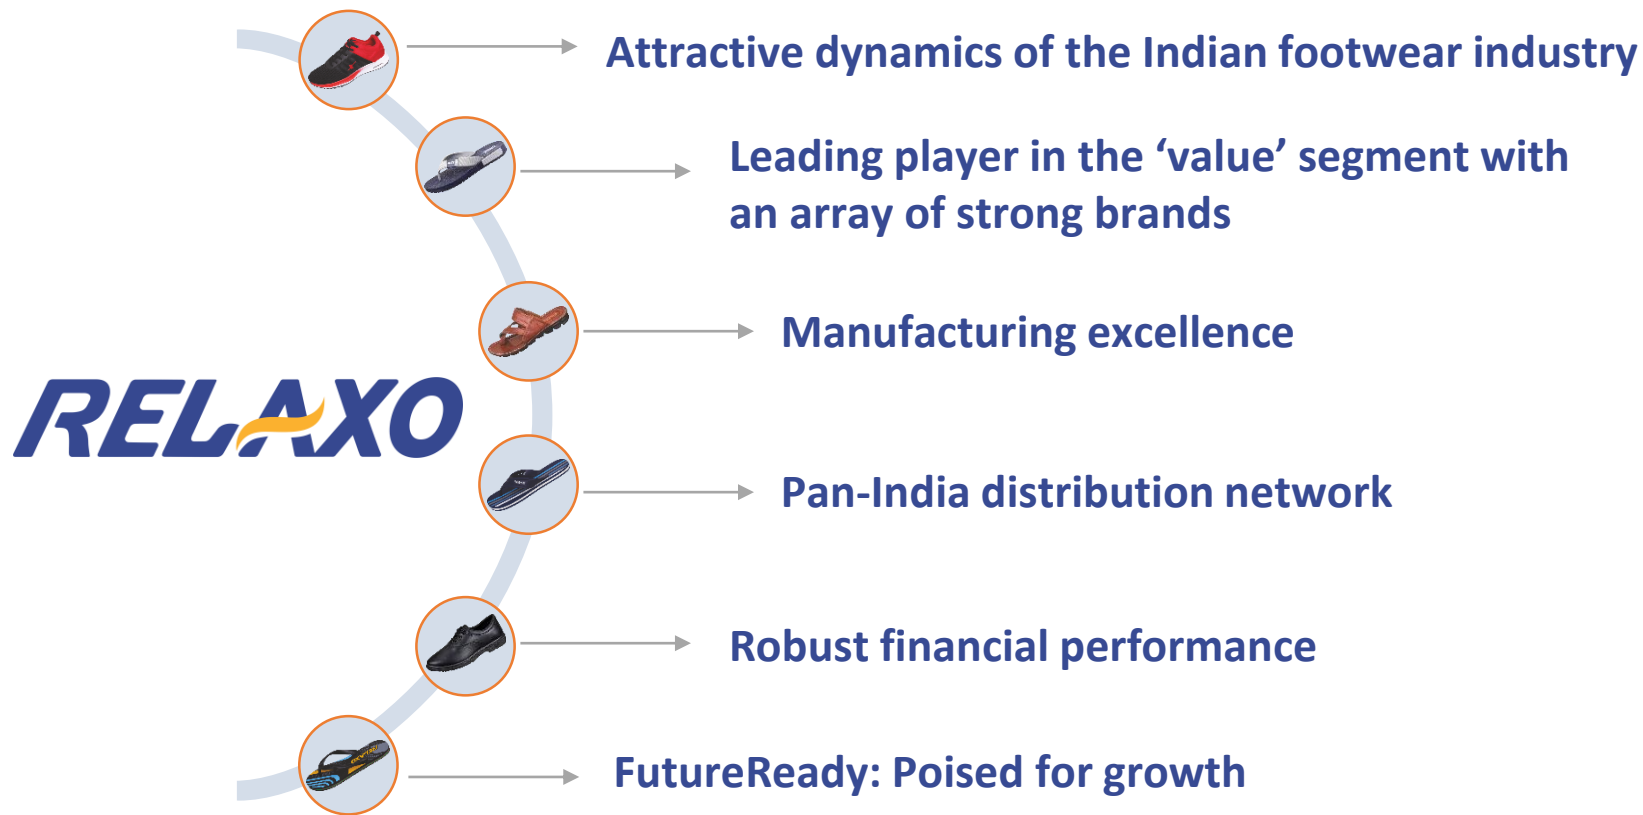 Attractive dynamics of the Indian footwear industry
Leading player in the ‘value’ segment with
an array of strong brands
Manufacturing excellence
RELAXO
Pan-India distribution network
Robust financial performance
FutureReady: Poised for growth